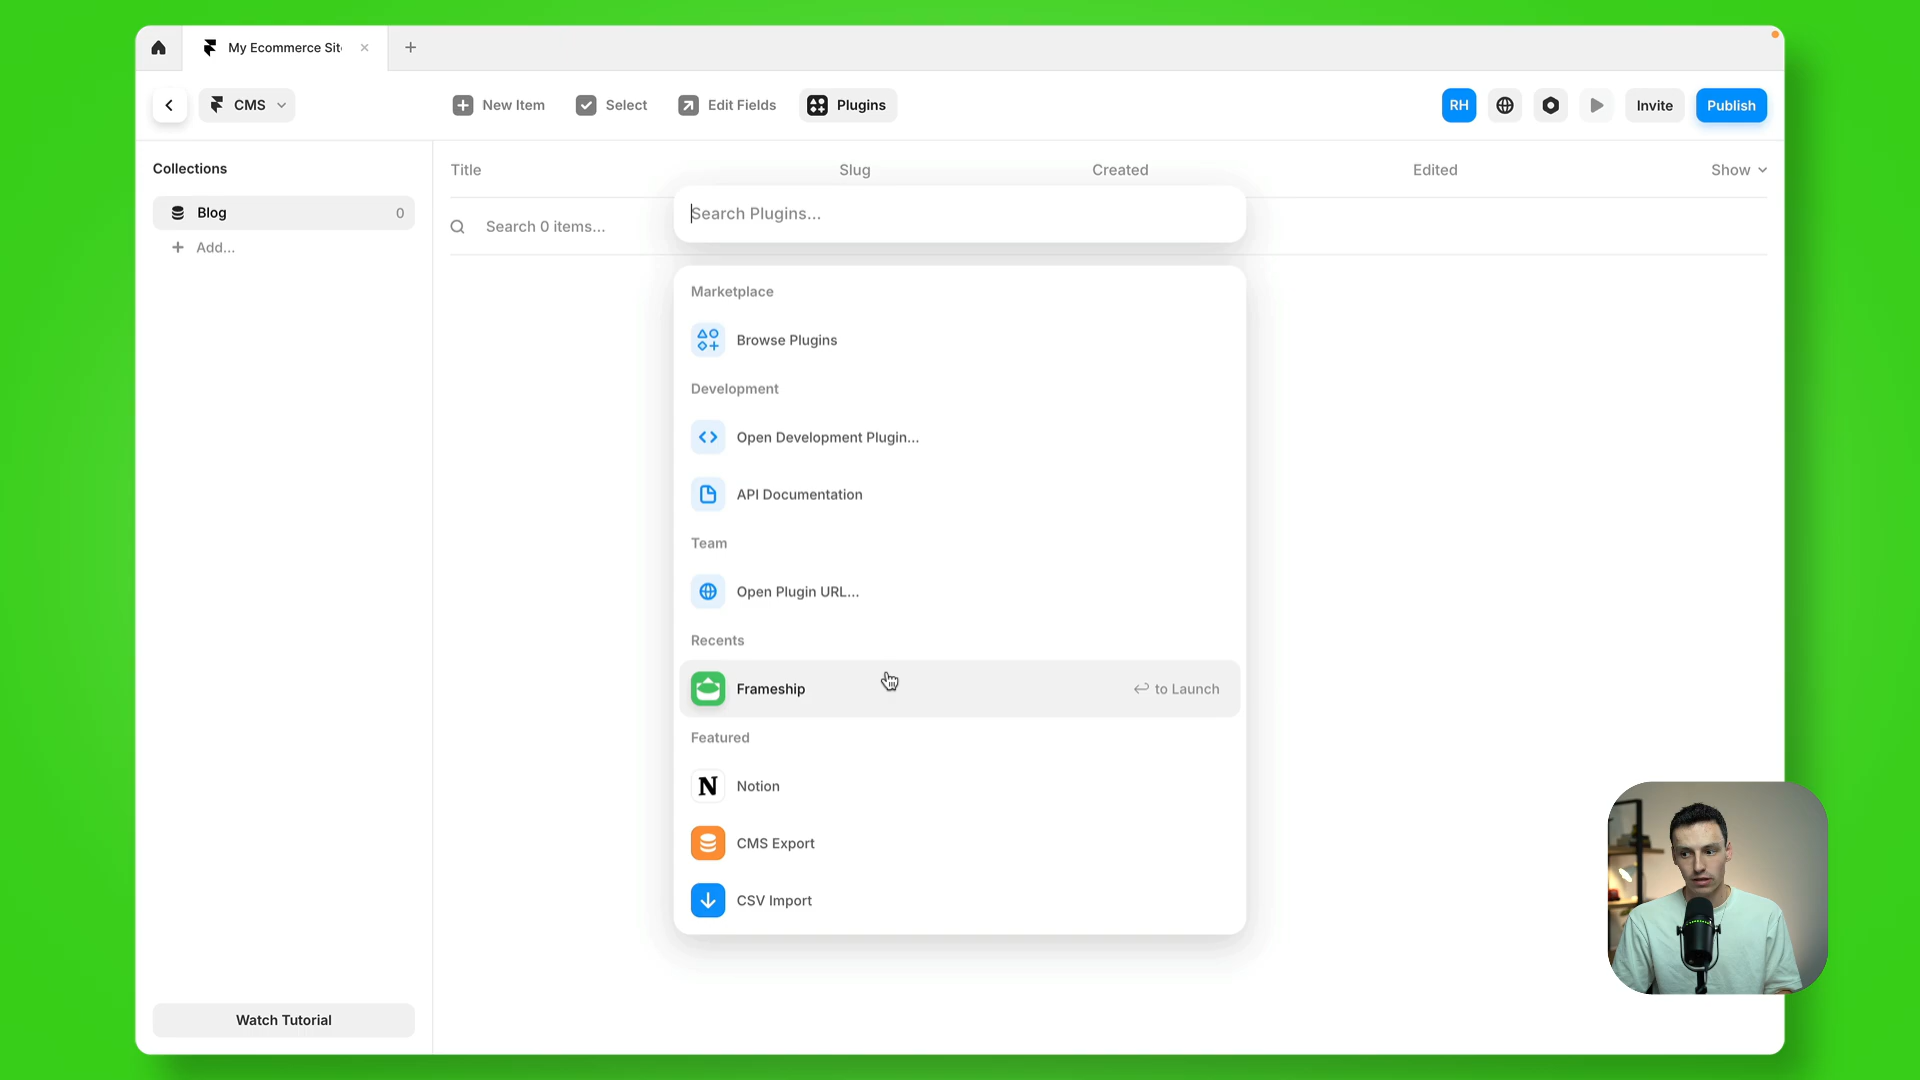 My Ecommerce Sit
CMS
New Item
Select
Edit Fields
Plugins
RH
Invite
Publish
Collections
Blog
0
Add...
Title
Slug
Created
Edited
Show
Search 0 items...
Search Plugins...
Marketplace
Browse Plugins
Development
Open Development Plugin...
API Documentation
Team
Open Plugin URL...
Recents
Frameship
to Launch
Featured
N
Notion
CMS Export
CSV Import
Watch Tutorial